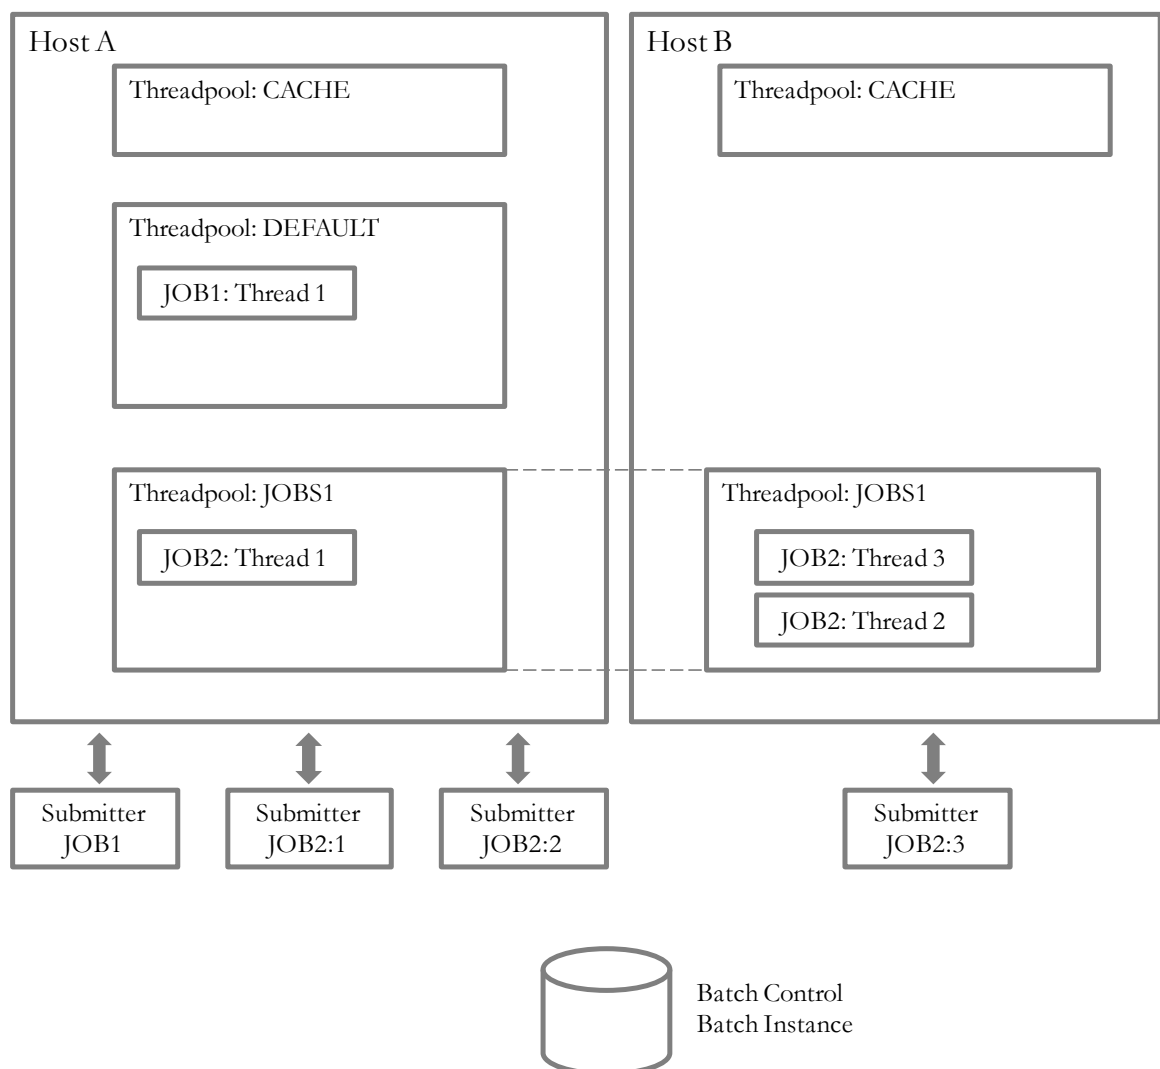 Host A
Threadpool: CACHE
Threadpool: DEFAULT
JOB1: Thread 1
Threadpool: JOBS1
JOB2: Thread 1
Host B
Threadpool: CACHE
Threadpool: JOBS1
JOB2: Thread 3
JOB2: Thread 2
Submitter
JOB1
Submitter
JOB2:1
Submitter
JOB2:2
Submitter
JOB2:3
Batch Control
Batch Instance